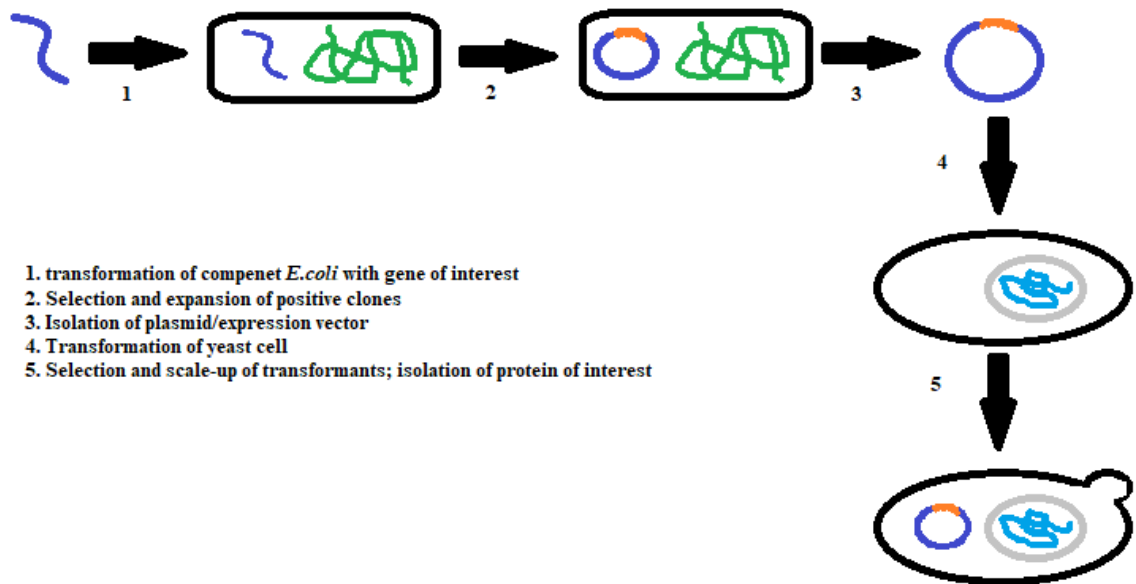 1
2
3
4
1. transformation of compenet E.coli with gene of interest
2. Selection and expansion of positive clones
3. Isolation of plasmid/expression vector
4. Transformation of yeast cell
5. Selection and scale-up of transformants; isolation of protein of interest
5